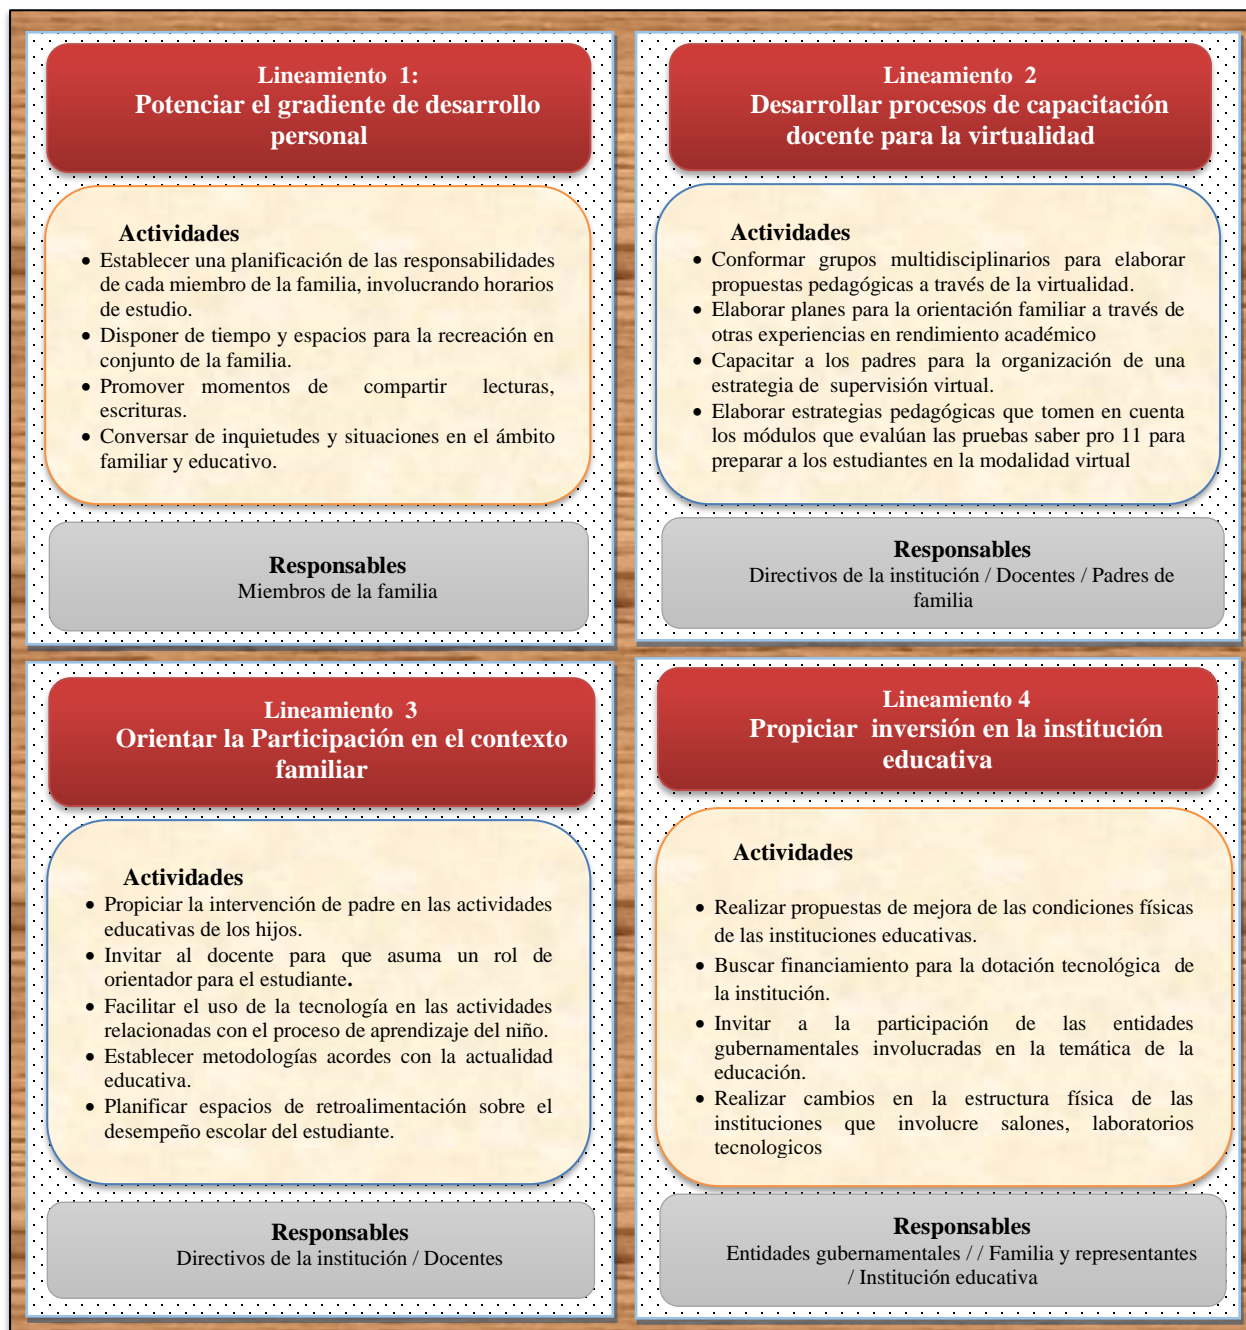 Lineamiento 1:
Potenciar el gradiente de desarrollo
personal
Actividades
• Establecer una planificación de las responsabilidades
de cada miembro de la familia, involucrando horarios
de estudio.
• Disponer de tiempo y espacios para la recreación en
conjunto de la familia.
• Promover momentos de compartir lecturas,
escrituras.
• Conversar de inquietudes y situaciones en el ámbito
familiar y educativo.
Responsables
Miembros de la familia
Lineamiento 2
Desarrollar procesos de capacitación
docente para la virtualidad
Actividades
• Conformar grupos multidisciplinarios para elaborar
propuestas pedagógicas a través de la virtualidad.
• Elaborar planes para la orientación familiar a través de
otras experiencias en rendimiento académico
• Capacitar a los padres para la organización de una
estrategia de supervisión virtual.
• Elaborar estrategias pedagógicas que tomen en cuenta
los módulos que evalúan las pruebas saber pro 11 para
preparar a los estudiantes en la modalidad virtual
Responsables
Directivos de la institución / Docentes / Padres de
familia
Lineamiento 3
Orientar la Participación en el contexto
familiar
Actividades
• Propiciar la intervención de padre en las actividades
educativas de los hijos.
• Invitar al docente para que asuma un rol de
orientador para el estudiante.
• Facilitar el uso de la tecnología en las actividades
relacionadas con el proceso de aprendizaje del niño.
• Establecer metodologías acordes con la actualidad
educativa.
• Planificar espacios de retroalimentación sobre el
desempeño escolar del estudiante.
Responsables
Directivos de la institución / Docentes
Lineamiento 4
Propiciar inversión en la institución
educativa
Actividades
• Realizar propuestas de mejora de las condiciones físicas
de las instituciones educativas.
• Buscar financiamiento para la dotación tecnológica de
la institución.
• Invitar a la participación de las entidades
gubernamentales involucradas en la temática de la
educación.
• Realizar cambios en la estructura física de las
instituciones que involucre salones, laboratorios
tecnologicos
Responsables
Entidades gubernamentales / / Familia y representantes
/ Institución educativa